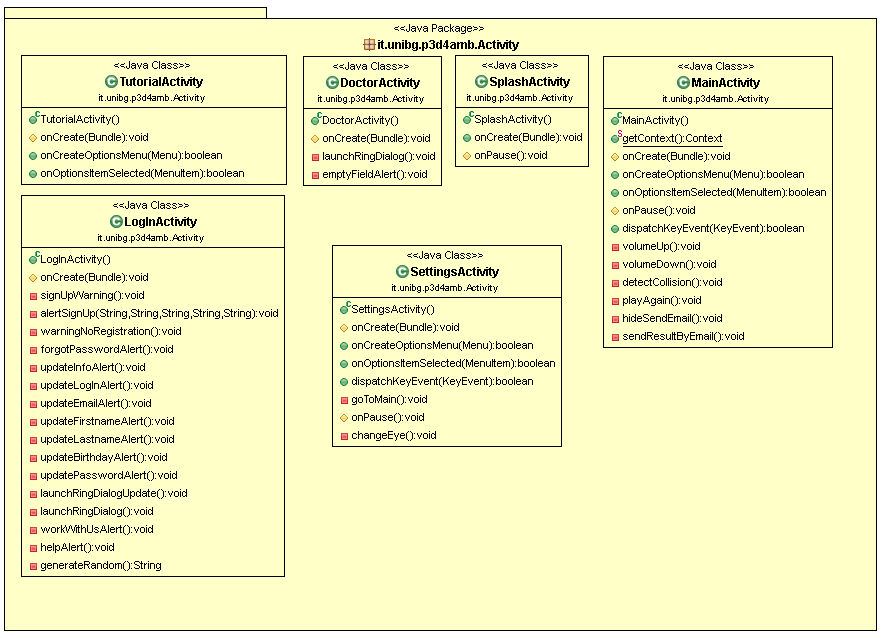 <<Java Package>>
it.unibg.p3d4amb.Activity
<<Java Class>>
TutorialActivity
it.unibg.p3d4amb.Activity
TutorialActivity()
onCreate(Bundle):void
onCreateOptionsMenu(Menu):boolean
onOptionsItemSelected(MenuItem):boolean
<<Java Class>>
DoctorActivity
it.unibg.p3d4amb.Activity
DoctorActivity()
onCreate(Bundle):void
launchRingDialog():void
emptyFieldAlert():void
<<Java Class>>
SplashActivity
it.unibg.p3d4amb.Activity
SplashActivity()
onCreate(Bundle):void
onPause():void
<<Java Class>>
MainActivity
it.unibg.p3d4amb.Activity
MainActivity()
getContext():Context
onCreate(Bundle):void
onCreateOptionsMenu(Menu):boolean
onOptionsItemSelected(MenuItem):boolean
onPause():void
dispatchKeyEvent(KeyEvent):boolean
volumeUp():void
volumeDown():void
detectCollision():void
playAgain():void
hideSendEmail():void
sendResultByEmail():void
<<Java Class>>
LogInActivity
it.unibg.p3d4amb.Activity
LogInActivity()
onCreate(Bundle):void
signUpWarning():void
alertSignUp(String,String,String,String,String):void
warningNoRegistration():void
forgotPasswordAlert():void
updateInfoAlert():void
updateLogInAlert():void
updateEmailAlert():void
updateFirstnameAlert():void
updateLastnameAlert():void
updateBirthdayAlert():void
updatePasswordAlert():void
launchRingDialogUpdate():void
launchRingDialog():void
workWithUsAlert():void
helpAlert():void
generateRandom():String
<<Java Class>>
SettingsActivity
it.unibg.p3d4amb.Activity
SettingsActivity()
onCreate(Bundle):void
onCreateOptionsMenu(Menu):boolean
onOptionsItemSelected(MenuItem):boolean
dispatchKeyEvent(KeyEvent):boolean
goToMain():void
onPause():void
changeEye():void